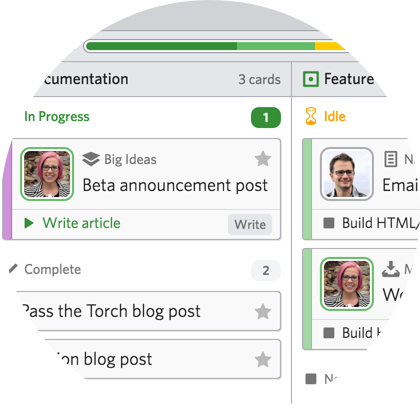 cumentation 3 cards
Feature
In Progress 1
Idle
Big Ideas
Beta announcement post
Write article Write
N
Emai
Build HTML/
Complete 2
Pass the Torch blog post
ion blog post
M
Wo
Build H